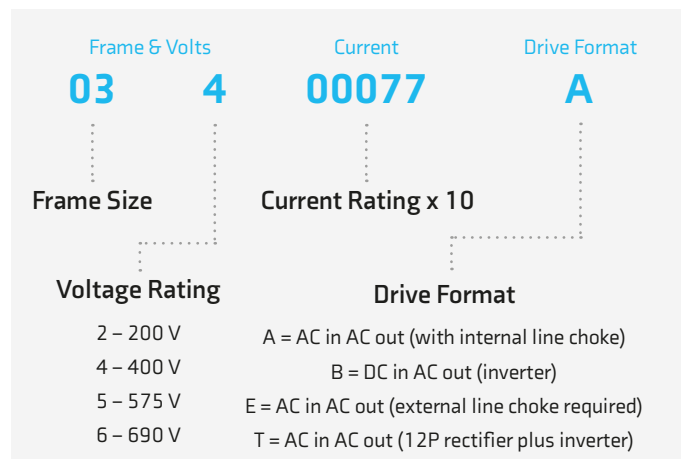 Frame & Volts Current Drive Format
03 4 00077 A
Frame Size Current Rating x 10
Voltage Rating Drive Format
2 – 200 V A = AC in AC out (with internal line choke)
4 – 400 V B = DC in AC out (inverter)
5 – 575 V E = AC in AC out (external line choke required)
6 – 690 V T = AC in AC out (12P rectifier plus inverter)